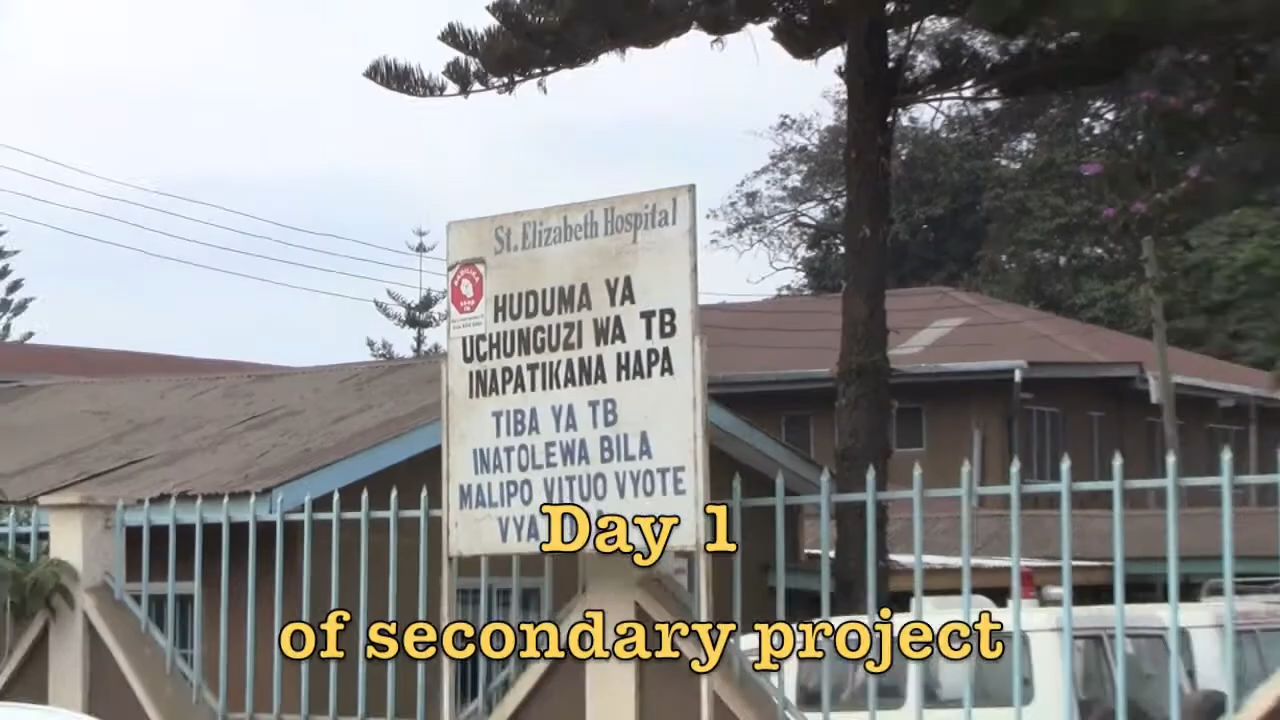 St. Elizabeth Hospital
HUDUMA YA
UCHUNGUZI WA TB
INAPATIKANA HAPA
TIBA YA TB
INATOLEWA BILA
MALIPO VITUO VYOTE
Day 1
of secondary project